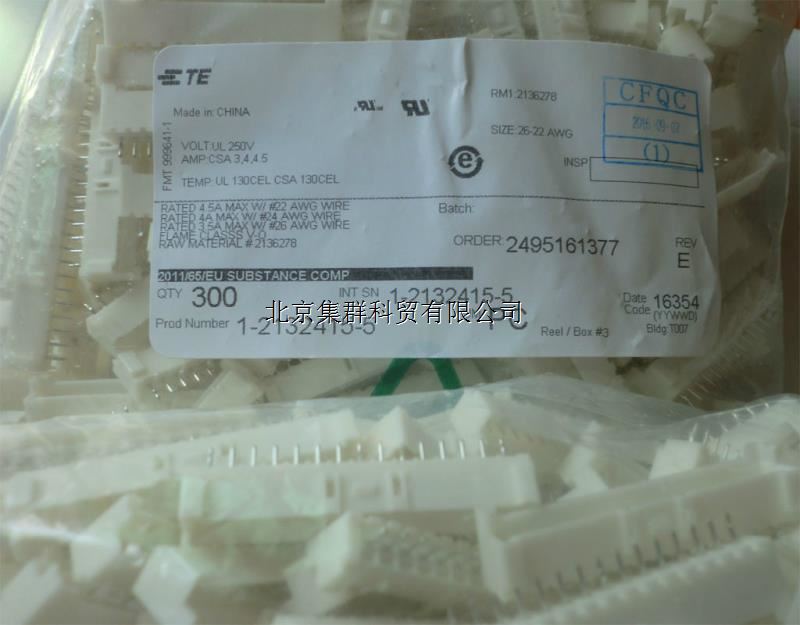 TE
Made in: CHINA
RM1:2136278
SIZE: 26-22 AWG
CFQC
(1)
INSP
FMT 999641-1
VOLT:UL 250V
AMP:CSA 3,4,4.5
TEMP: UL 130CEL CSA 130CEL
RATED 4.5A MAX W/ #22 AWG WIRE
RATED 4A MAX W/ #24 AWG WIRE
RATED 3.5A MAX W/ #26 AWG WIRE
FLAME CLASSS V-O
RAW MATERIAL # 2136278
Batch:
ORDER: 2495161377
REV
E
2011/65/EU SUBSTANCE COMP
QTY 300
INT SN 1-2132415-5
北京集群科贸有限公司
Prod Number 1-2132415-5
PC
Reel / Box #3
Date Code 16354
(YYWWD)
Bldg: T007